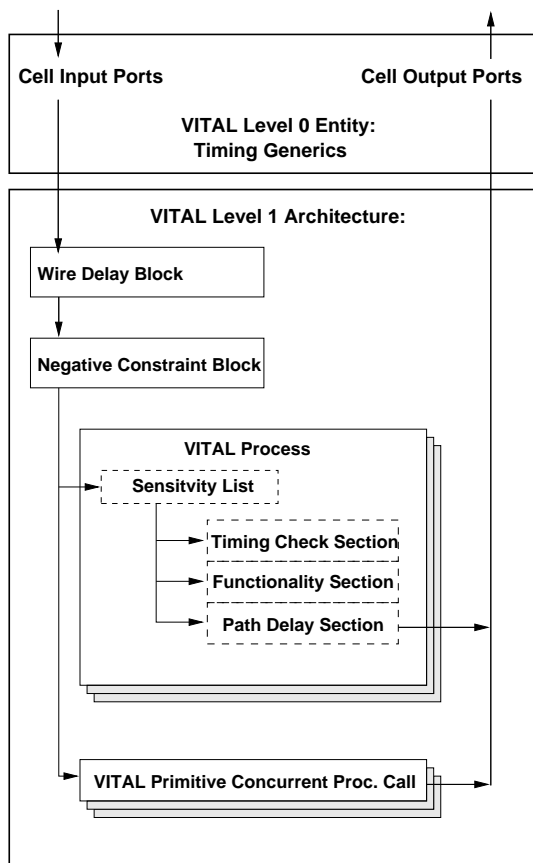 Cell Input Ports
Cell Output Ports
VITAL Level 0 Entity:
Timing Generics
VITAL Level 1 Architecture:
Wire Delay Block
Negative Constraint Block
VITAL Process
Sensitvity List
Timing Check Section
Functionality Section
Path Delay Section
VITAL Primitive Concurrent Proc. Call